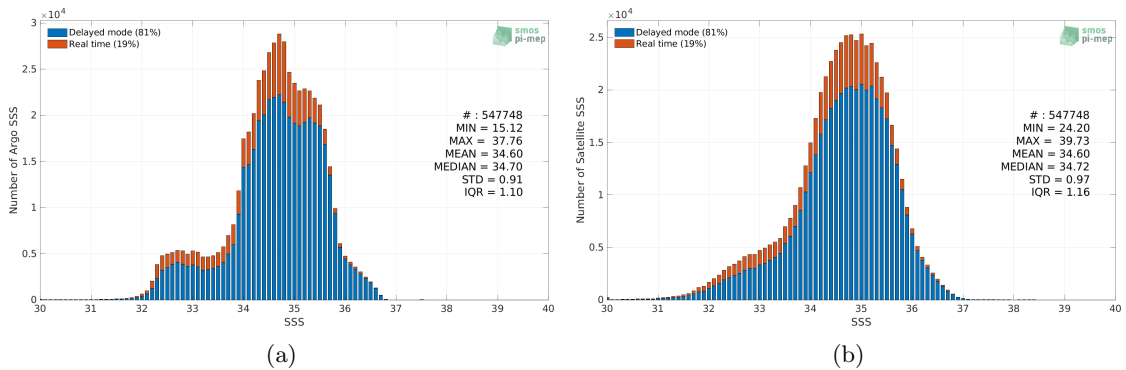 ×10⁴
3
2.5
2
1.5
1
0.5
0
Number of Argo SSS
Delayed mode (81%)
Real time (19%)
smos
pi-mep
# : 547748
MIN = 15.12
MAX = 37.76
MEAN = 34.60
MEDIAN = 34.70
STD = 0.91
IQR = 1.10
30 31 32 33 34 35 36 37 38 39 40
SSS
(a)
×10⁴
2.5
2
1.5
1
0.5
0
Number of Satellite SSS
Delayed mode (81%)
Real time (19%)
smos
pi-mep
# : 547748
MIN = 24.20
MAX = 39.73
MEAN = 34.60
MEDIAN = 34.72
STD = 0.97
IQR = 1.16
30 31 32 33 34 35 36 37 38 39 40
SSS
(b)